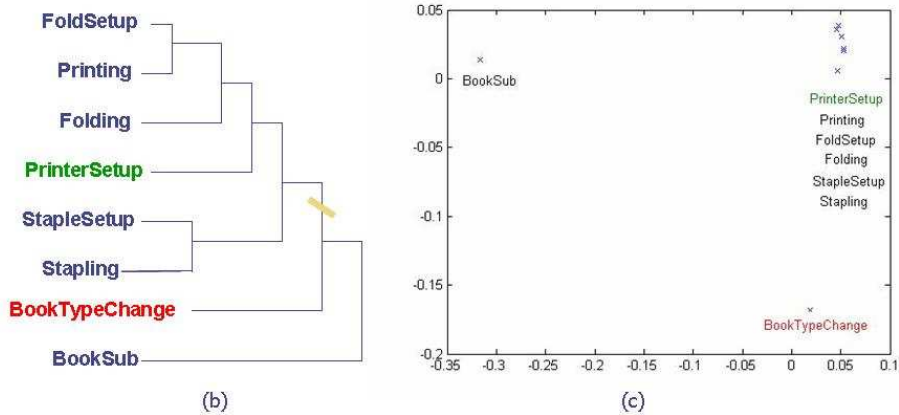 FoldSetup
Printing
Folding
PrinterSetup
StapleSetup
Stapling
BookTypeChange
BookSub
(b)
0.05
0
-0.05
-0.1
-0.15
-0.2
BookSub
PrinterSetup
Printing
FoldSetup
Folding
StapleSetup
Stapling
BookTypeChange
-0.35 -0.3 -0.25 -0.2 -0.15 -0.1 -0.05 0 0.05 0.1
(c)